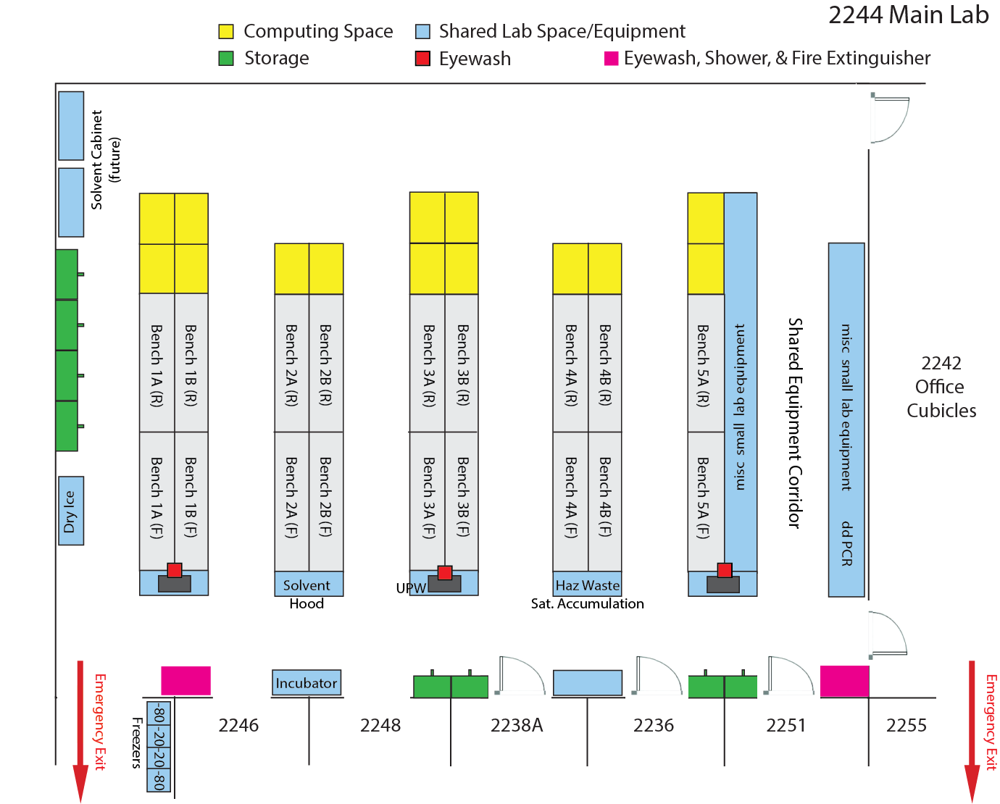 2244 Main Lab
Computing Space
Shared Lab Space/Equipment
Storage
Eyewash
Eyewash, Shower, & Fire Extinguisher
Solvent Cabinet
(future)
Dry Ice
Bench 1A (R)
Bench 1B (R)
Bench 2A (R)
Bench 2B (R)
Bench 3A (R)
Bench 3B (R)
Bench 4A (R)
Bench 4B (R)
Bench 5A (R)
Bench 1A (F)
Bench 1B (F)
Bench 2A (F)
Bench 2B (F)
Bench 3A (F)
Bench 3B (F)
Bench 4A (F)
Bench 4B (F)
Bench 5A (F)
misc small lab equipment
Shared Equipment Corridor
misc small lab equipment
dd PCR
2242
Office
Cubicles
Solvent
Hood
UPW
Haz Waste
Sat. Accumulation
Emergency Exit
Incubator
Emergency Exit
Freezers
-80
-20
-20
-80
2246
2248
2238A
2236
2251
2255